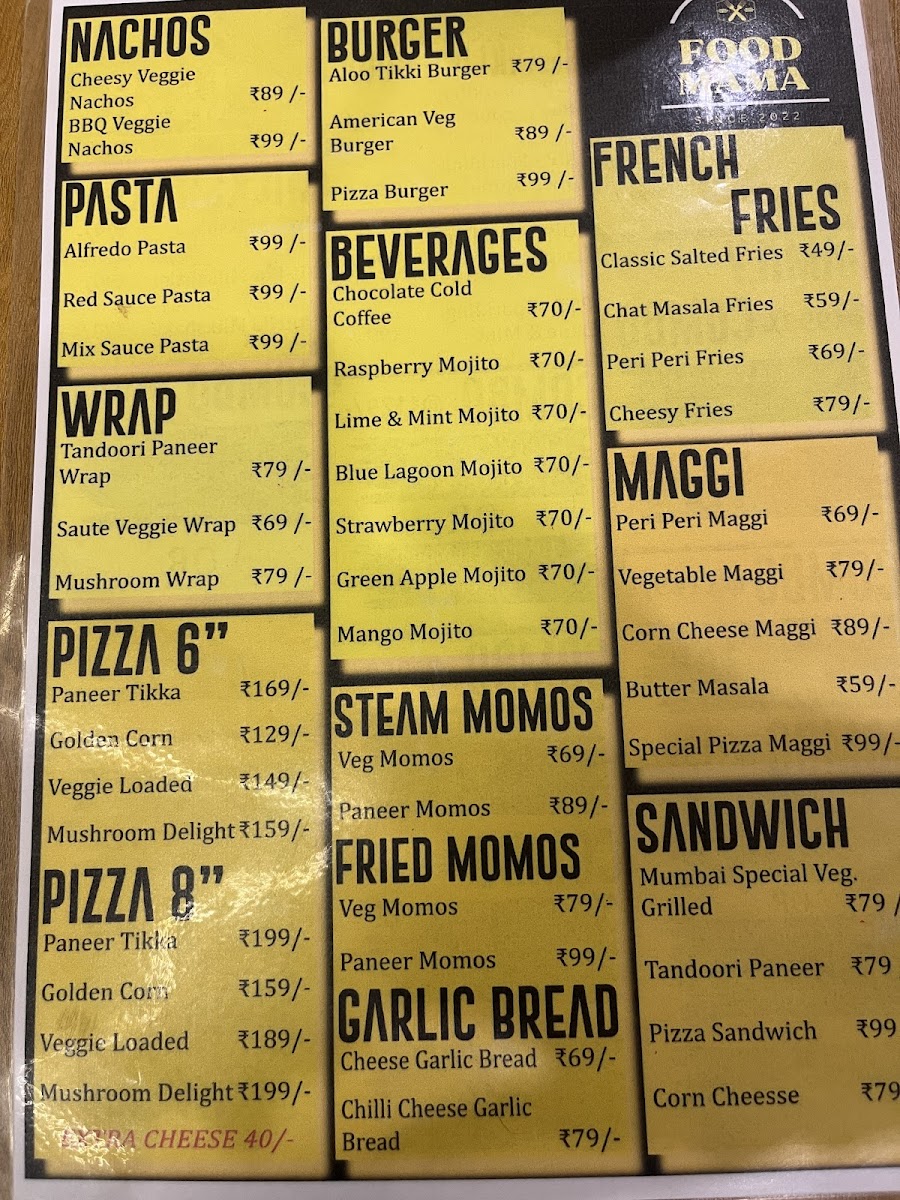 NACHOS
Cheesy Veggie
Nachos ₹89 /-
BBQ Veggie
Nachos ₹99 /-
PASTA
Alfredo Pasta ₹99 /-
Red Sauce Pasta ₹99 /-
Mix Sauce Pasta ₹99 /-
WRAP
Tandoori Paneer
Wrap ₹79 /-
Saute Veggie Wrap ₹69 /-
Mushroom Wrap ₹79 /-
PIZZA 6”
Paneer Tikka ₹169/-
Golden Corn ₹129/-
Veggie Loaded ₹149/-
Mushroom Delight ₹159/-
PIZZA 8”
Paneer Tikka ₹199/-
Golden Corn ₹159/-
Veggie Loaded ₹189/-
Mushroom Delight ₹199/-
EXTRA CHEESE 40/-
BURGER
Aloo Tikki Burger ₹79 /-
American Veg
Burger ₹89 /-
Pizza Burger ₹99 /-
BEVERAGES
Chocolate Cold
Coffee ₹70/-
Raspberry Mojito ₹70/-
Lime & Mint Mojito ₹70/-
Blue Lagoon Mojito ₹70/-
Strawberry Mojito ₹70/-
Green Apple Mojito ₹70/-
Mango Mojito ₹70/-
STEAM MOMOS
Veg Momos ₹69/-
Paneer Momos ₹89/-
FRIED MOMOS
Veg Momos ₹79/-
Paneer Momos ₹99/-
GARLIC BREAD
Cheese Garlic Bread ₹69/-
Chilli Cheese Garlic
Bread ₹79/-
FOOD
MAMA
SINCE 2022
FRENCH
FRIES
Classic Salted Fries ₹49/-
Chat Masala Fries ₹59/-
Peri Peri Fries ₹69/-
Cheesy Fries ₹79/-
MAGGI
Peri Peri Maggi ₹69/-
Vegetable Maggi ₹79/-
Corn Cheese Maggi ₹89/-
Butter Masala ₹59/-
Special Pizza Maggi ₹99/-
SANDWICH
Mumbai Special Veg.
Grilled ₹79 /
Tandoori Paneer ₹79
Pizza Sandwich ₹99
Corn Cheesse ₹79